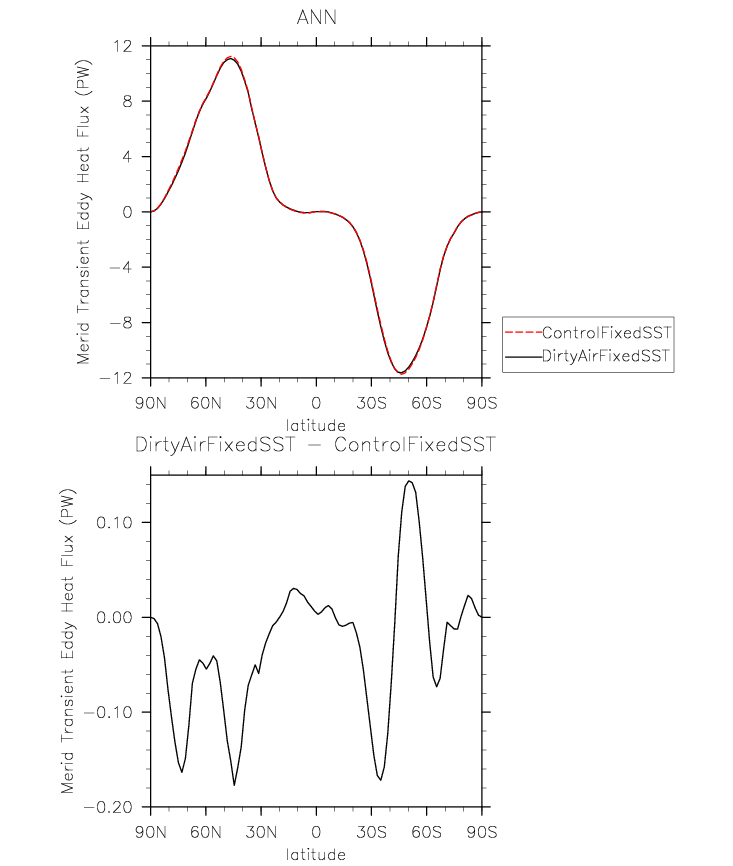 ANN
Merid Transient Eddy Heat Flux (PW)
12
8
4
0
−4
−8
−12
90N 60N 30N 0 30S 60S 90S
latitude
ControlFixedSST
DirtyAirFixedSST
DirtyAirFixedSST − ControlFixedSST
Merid Transient Eddy Heat Flux (PW)
0.10
0.00
−0.10
−0.20
90N 60N 30N 0 30S 60S 90S
latitude